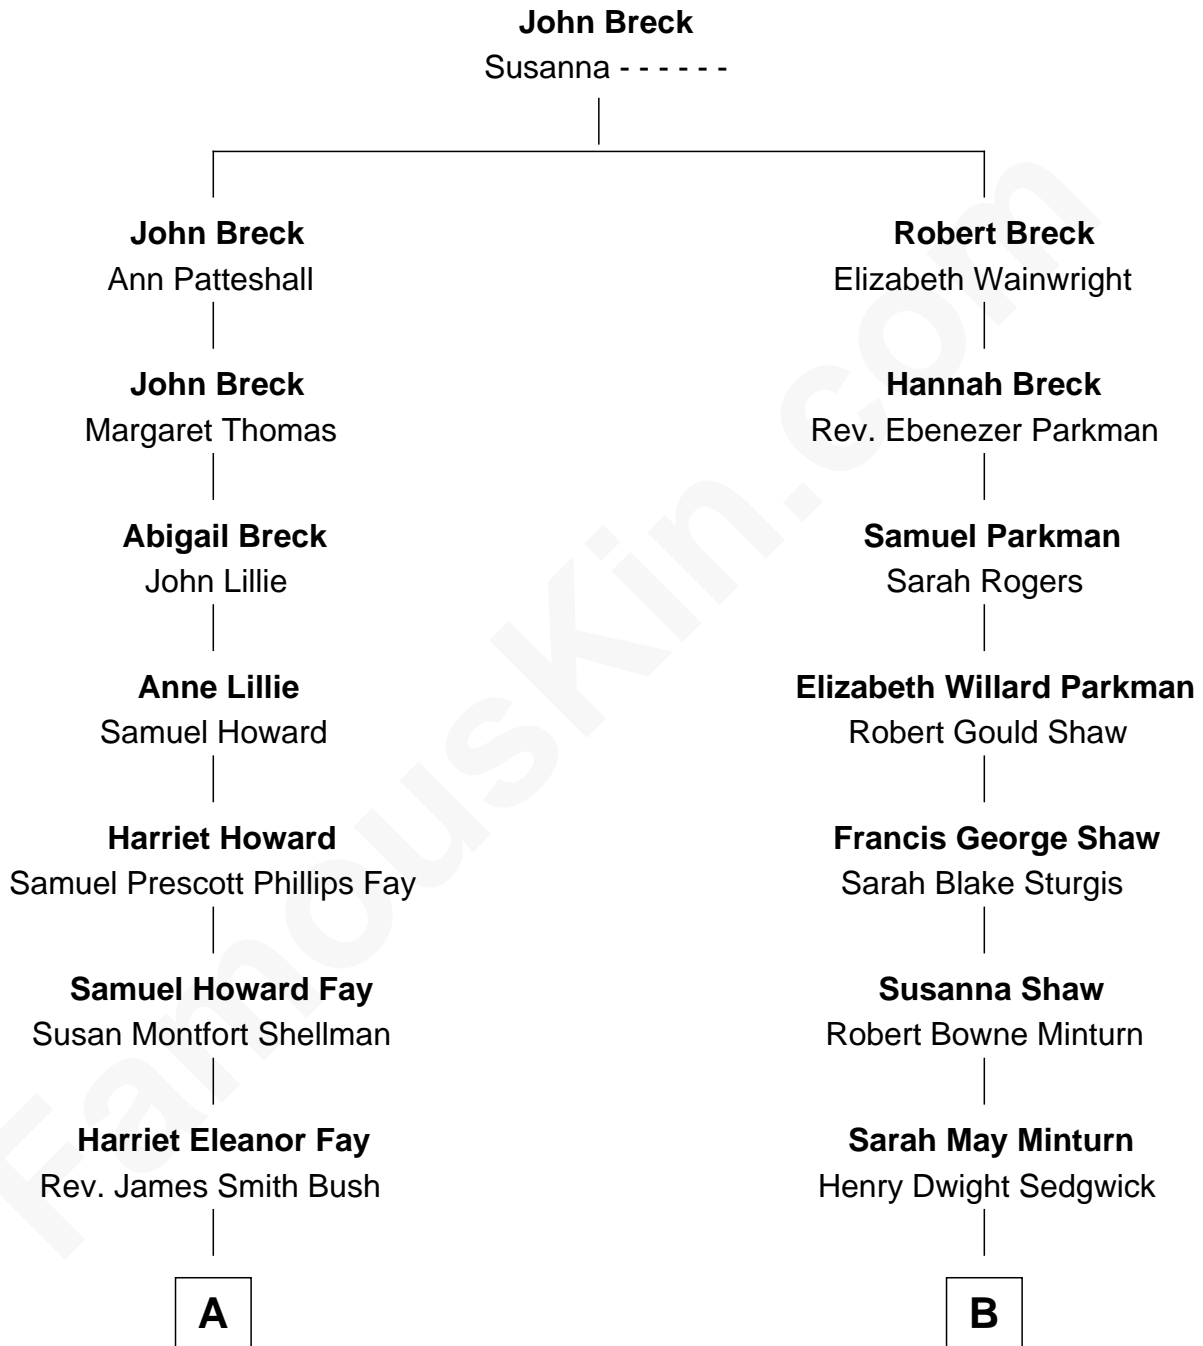 John Breck
Susanna - - - - - -
John Breck
Ann Patteshall
John Breck
Margaret Thomas
Abigail Breck
John Lillie
Anne Lillie
Samuel Howard
Harriet Howard
Samuel Prescott Phillips Fay
Samuel Howard Fay
Susan Montfort Shellman
Harriet Eleanor Fay
Rev. James Smith Bush
A
Robert Breck
Elizabeth Wainwright
Hannah Breck
Rev. Ebenezer Parkman
Samuel Parkman
Sarah Rogers
Elizabeth Willard Parkman
Robert Gould Shaw
Francis George Shaw
Sarah Blake Sturgis
Susanna Shaw
Robert Bowne Minturn
Sarah May Minturn
Henry Dwight Sedgwick
B
FamousKin.com